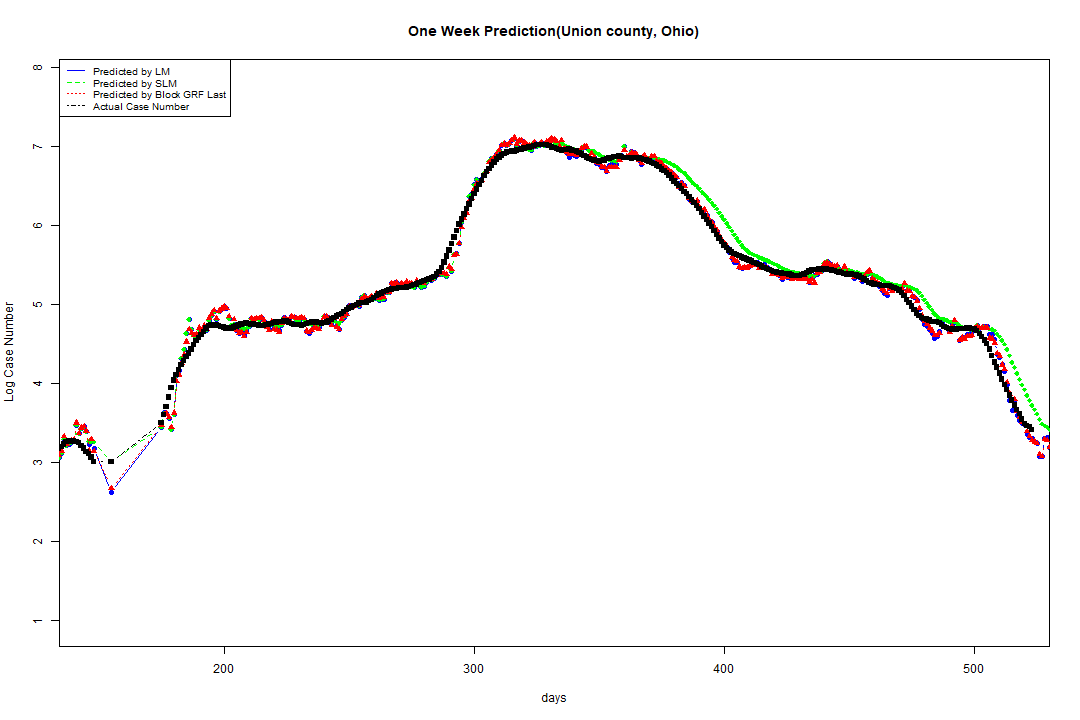 One Week Prediction(Union county, Ohio)
Predicted by LM
Predicted by SLM
Predicted by Block GRF Last
Actual Case Number
8
7
6
5
4
3
2
1
Log Case Number
200 300 400 500
days